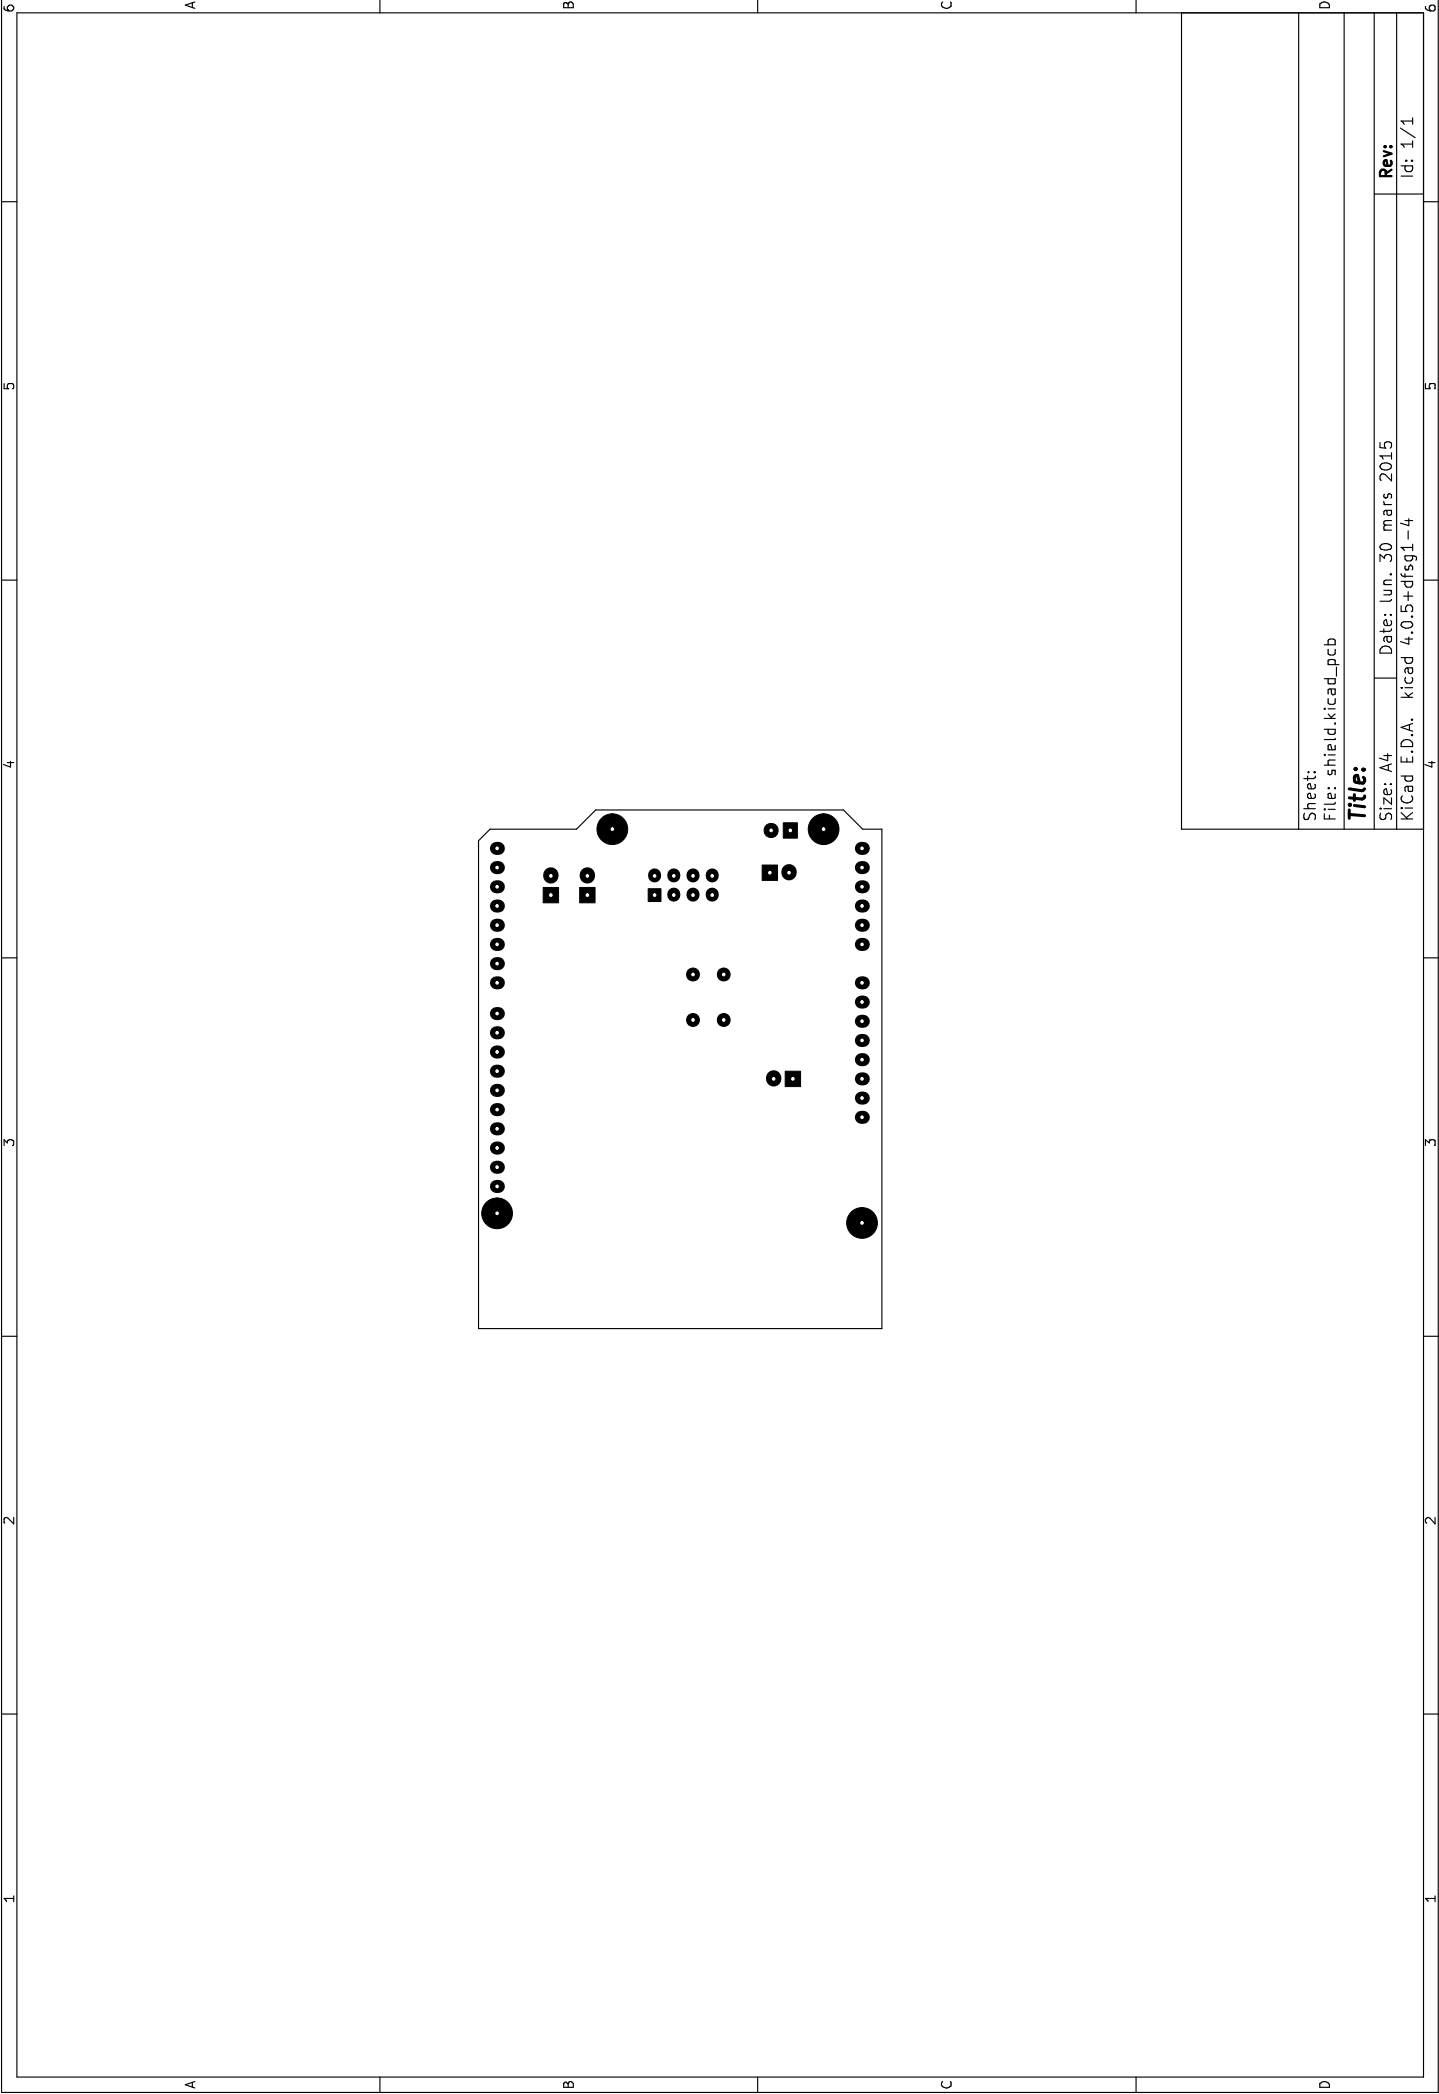 Sheet:
File: shield.kicad_pcb
Title:
Size: A4 Date: lun. 30 mars 2015 Rev:
KiCad E.D.A. kicad 4.0.5+dfsg1-4 Id: 1/1
1 2 3 4 5 6
1 2 3 4 5 6
A B C D
A B C D